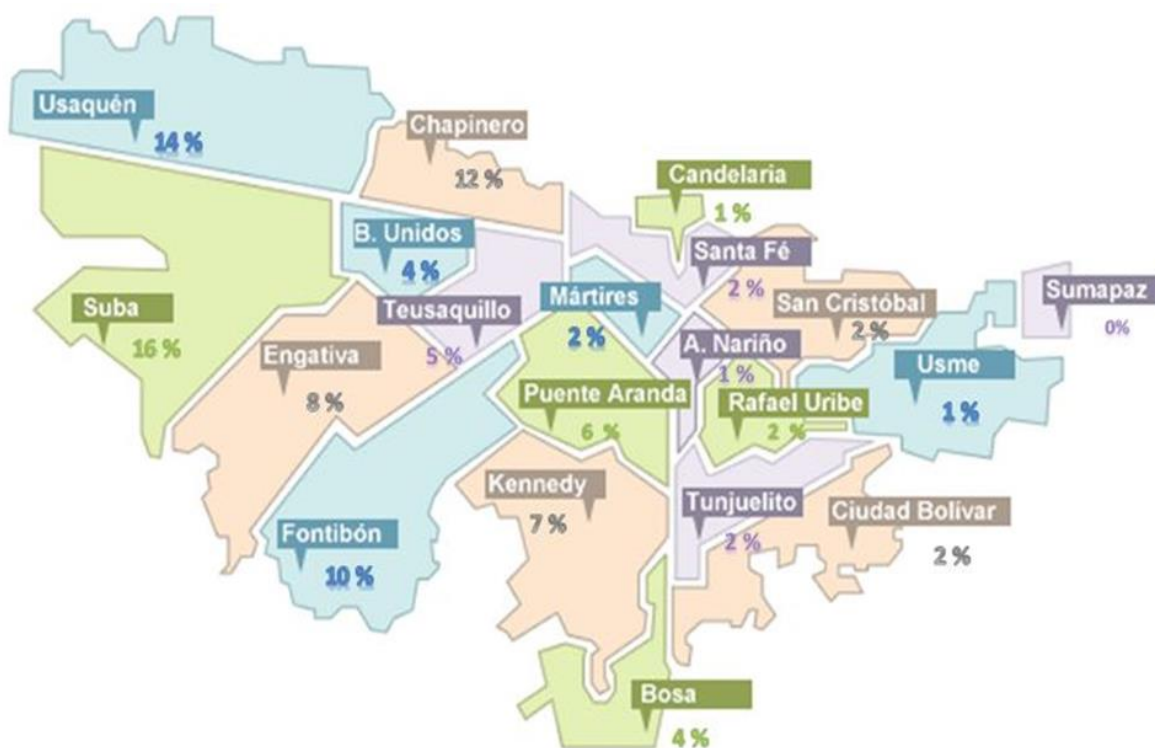 Usaquén
14 %
Chapinero
12 %
Candelaria
1 %
B. Unidos
4 %
Santa Fé
2 %
Suba
16 %
Teusaquillo
5 %
Mártires
2 %
San Cristóbal
2 %
Sumapaz
0%
Engativa
8 %
A. Nariño
1 %
Usme
1 %
Puente Aranda
6 %
Rafael Uribe
2 %
Kennedy
7 %
Tunjuelito
2 %
Ciudad Bolívar
2 %
Fontibón
10 %
Bosa
4 %